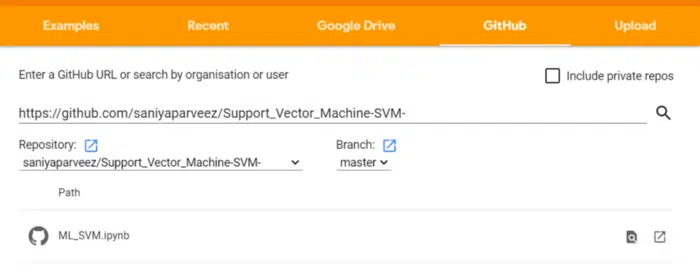 Examples Recent Google Drive GitHub Upload
Enter a GitHub URL or search by organisation or user Include private repos
https://github.com/saniyaparveez/Support_Vector_Machine-SVM-
Repository: Branch:
saniyaparveez/Support_Vector_Machine-SVM- master
Path
ML_SVM.ipynb